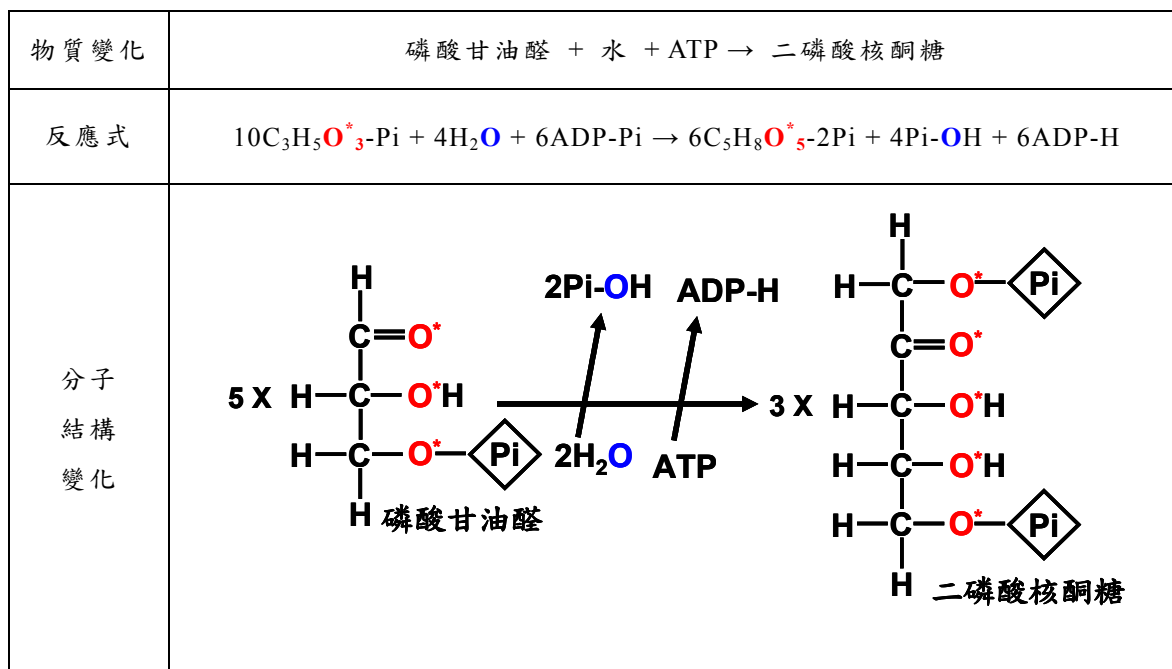 物質變化
磷酸甘油醛 + 水 + ATP → 二磷酸核酮糖
反應式
10C₃H₅O*₃-Pi + 4H₂O + 6ADP-Pi → 6C₅H₈O*₅-2Pi + 4Pi-OH + 6ADP-H
分子
結構
變化
5 X
H
C=O*
H-C-O*H
H-C-O*-Pi
H
磷酸甘油醛
2Pi-OH
ADP-H
2H₂O
ATP
3 X
H
H-C-O*-Pi
C=O*
H-C-O*H
H-C-O*H
H-C-O*-Pi
H
二磷酸核酮糖